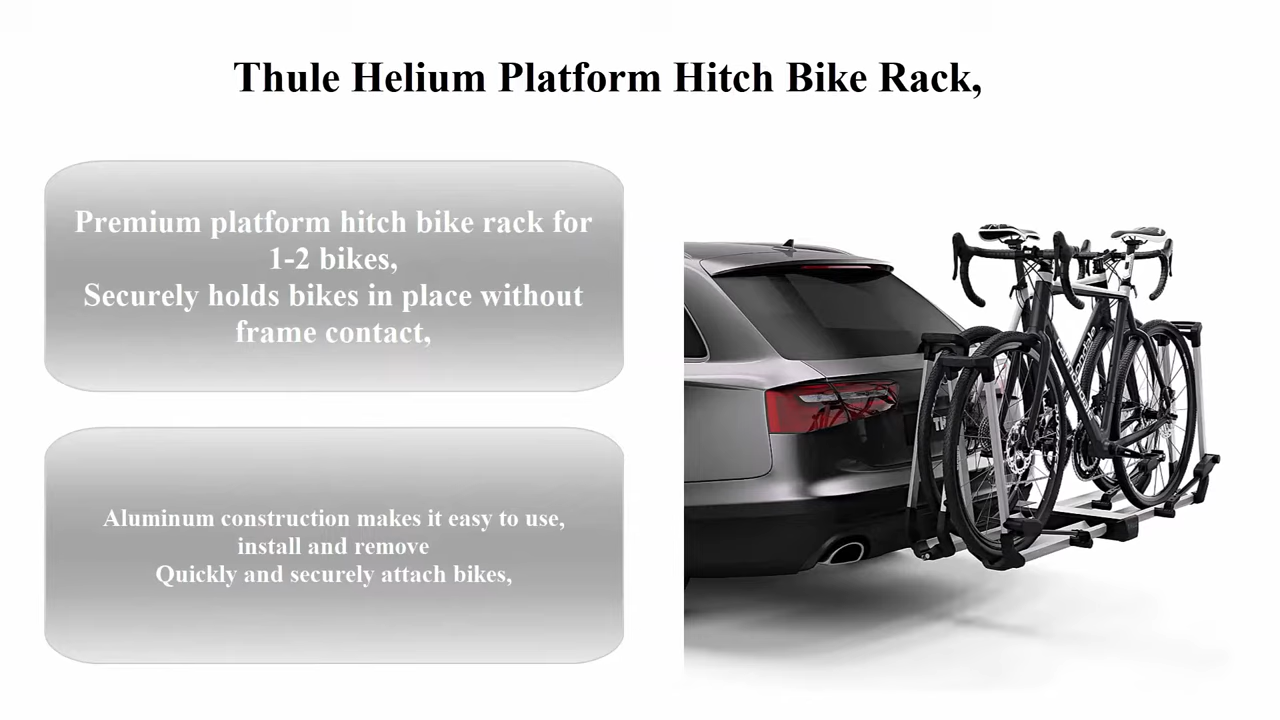 Thule Helium Platform Hitch Bike Rack,
Premium platform hitch bike rack for
1-2 bikes,
Securely holds bikes in place without
frame contact,
Aluminum construction makes it easy to use,
install and remove
Quickly and securely attach bikes,